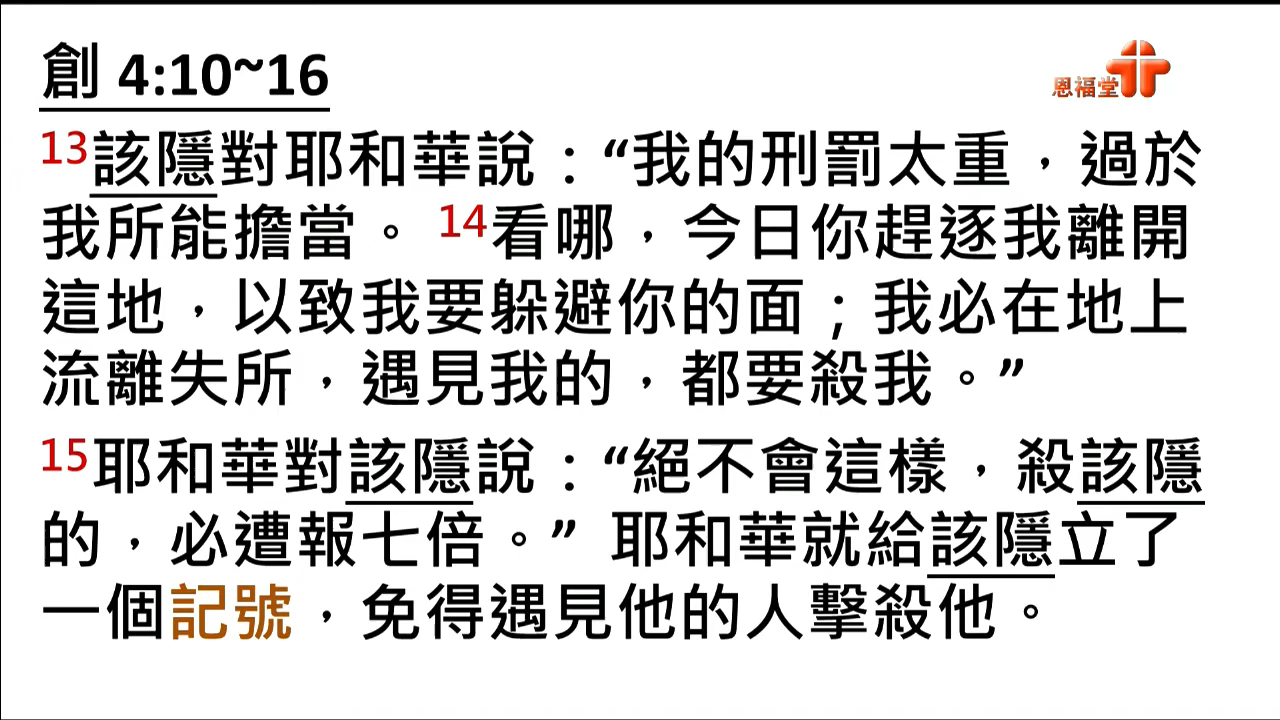 創 4:10~16
恩福堂
13該隱對耶和華說：“我的刑罰太重，過於
我所能擔當。 14看哪，今日你趕逐我離開
這地，以致我要躲避你的面；我必在地上
流離失所，遇見我的，都要殺我。”
15耶和華對該隱說：“絕不會這樣，殺該隱
的，必遭報七倍。” 耶和華就給該隱立了
一個記號，免得遇見他的人擊殺他。